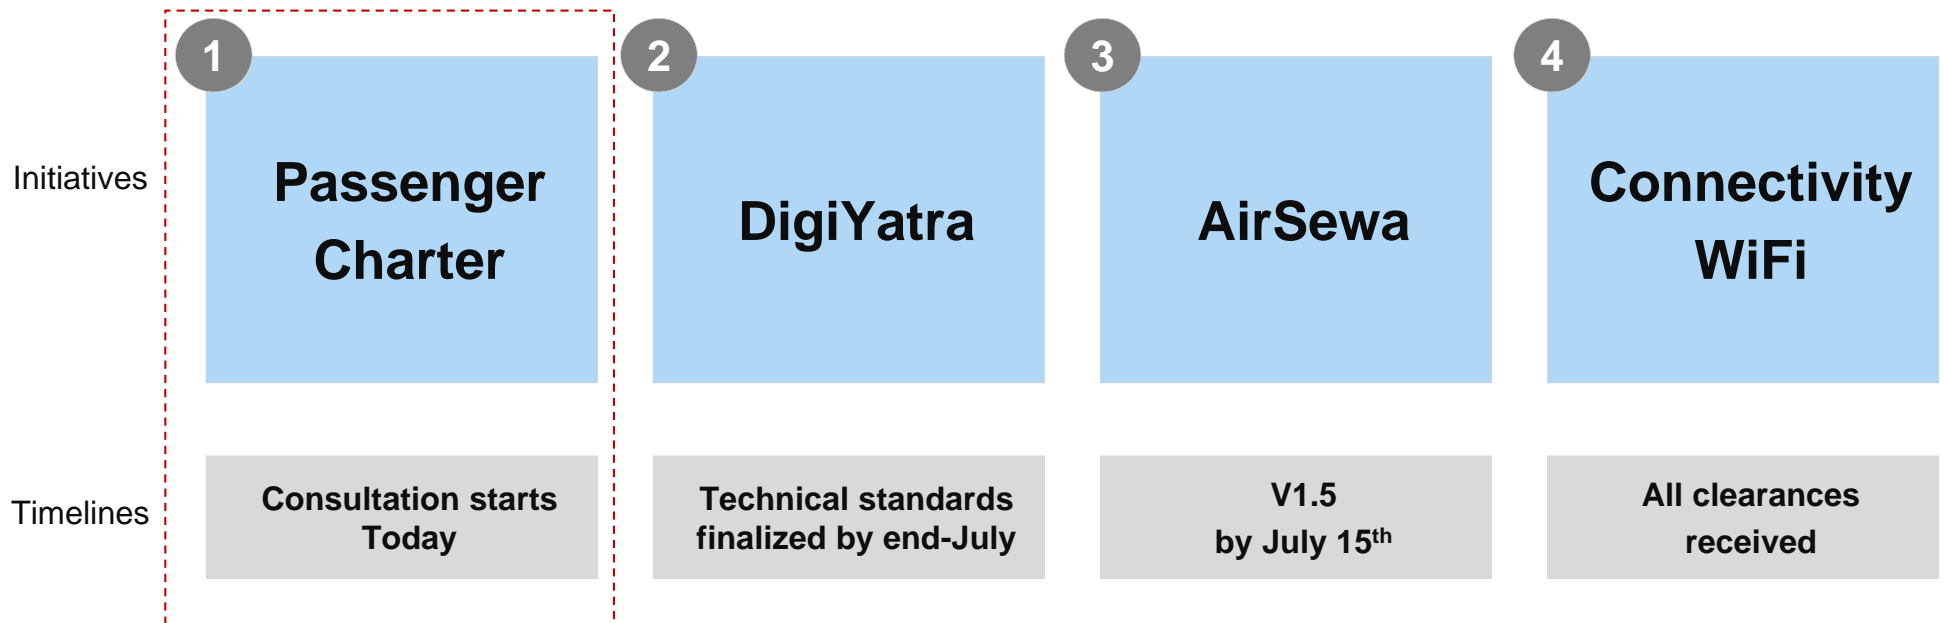 1
2
3
4
Initiatives
Passenger
Charter
DigiYatra
AirSewa
Connectivity
WiFi
Timelines
Consultation starts
Today
Technical standards
finalized by end-July
V1.5
by July 15th
All clearances
received